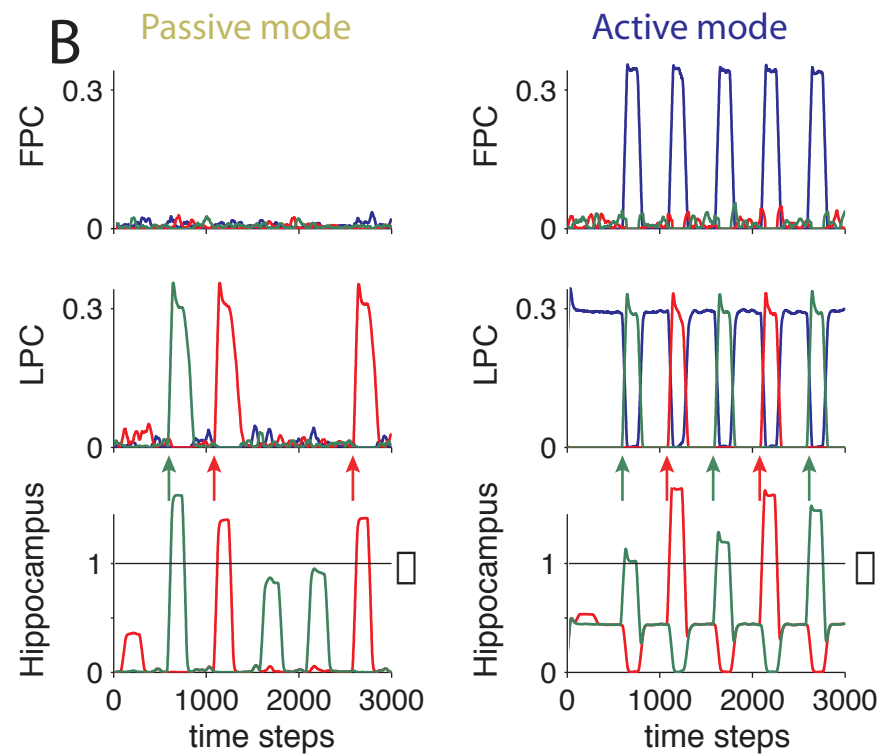 B
Passive mode
Active mode
FPC
0.3
0
FPC
0.3
0
LPC
0.3
0
LPC
0.3
0
Hippocampus
1
0
0
1000
2000
3000
time steps
Hippocampus
1
0
0
1000
2000
3000
time steps